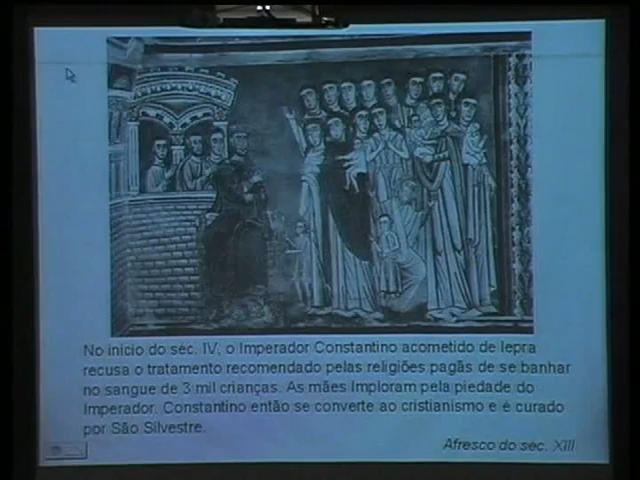 No início do séc. IV, o Imperador Constantino acometido de lepra
recusa o tratamento recomendado pelas religiões pagãs de se banhar
no sangue de 3 mil crianças. As mães Imploram pela piedade do
Imperador. Constantino então se converte ao cristianismo e é curado
por São Silvestre.
Afresco do sec. XIII